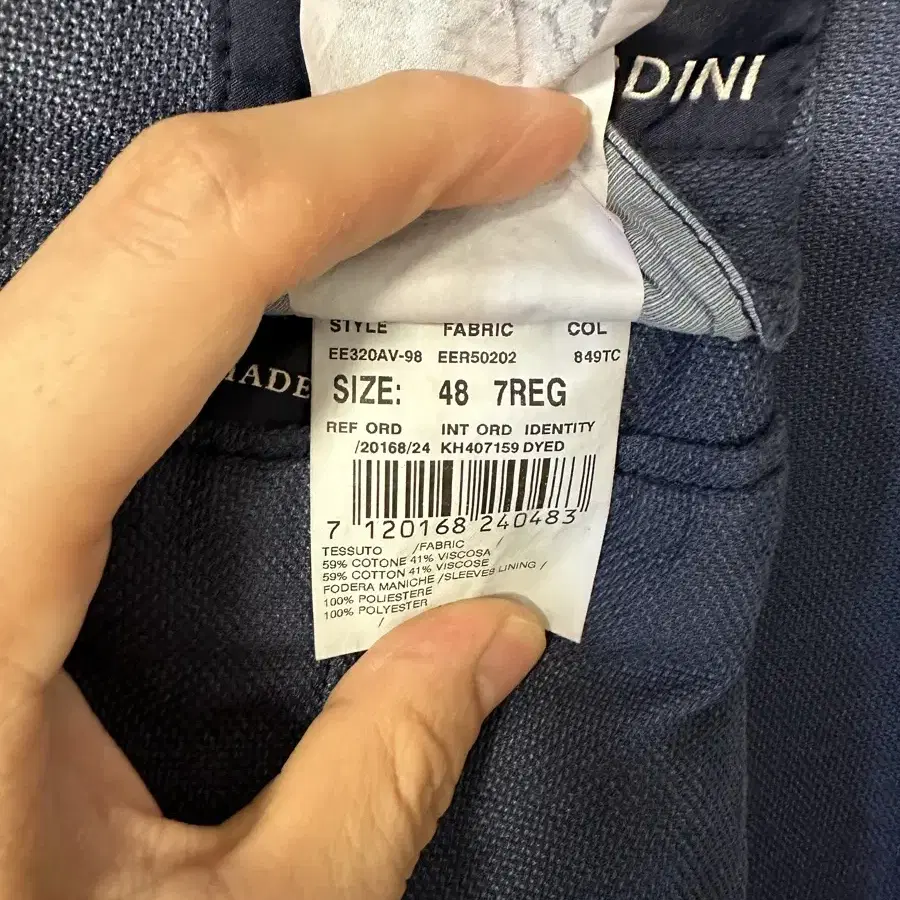 DINI
MADE
STYLE FABRIC COL
EE320AV-98 EER50202 849TC
SIZE: 48 7REG
REF ORD INT ORD IDENTITY
/20168/24 KH407159 DYED
7 120168 240483
TESSUTO /FABRIC /
59% COTONE 41% VISCOSA
59% COTTON 41% VISCOSE
FODERA MANICHE /SLEEVES LINING /
100% POLIESTERE
100% POLYESTER
/